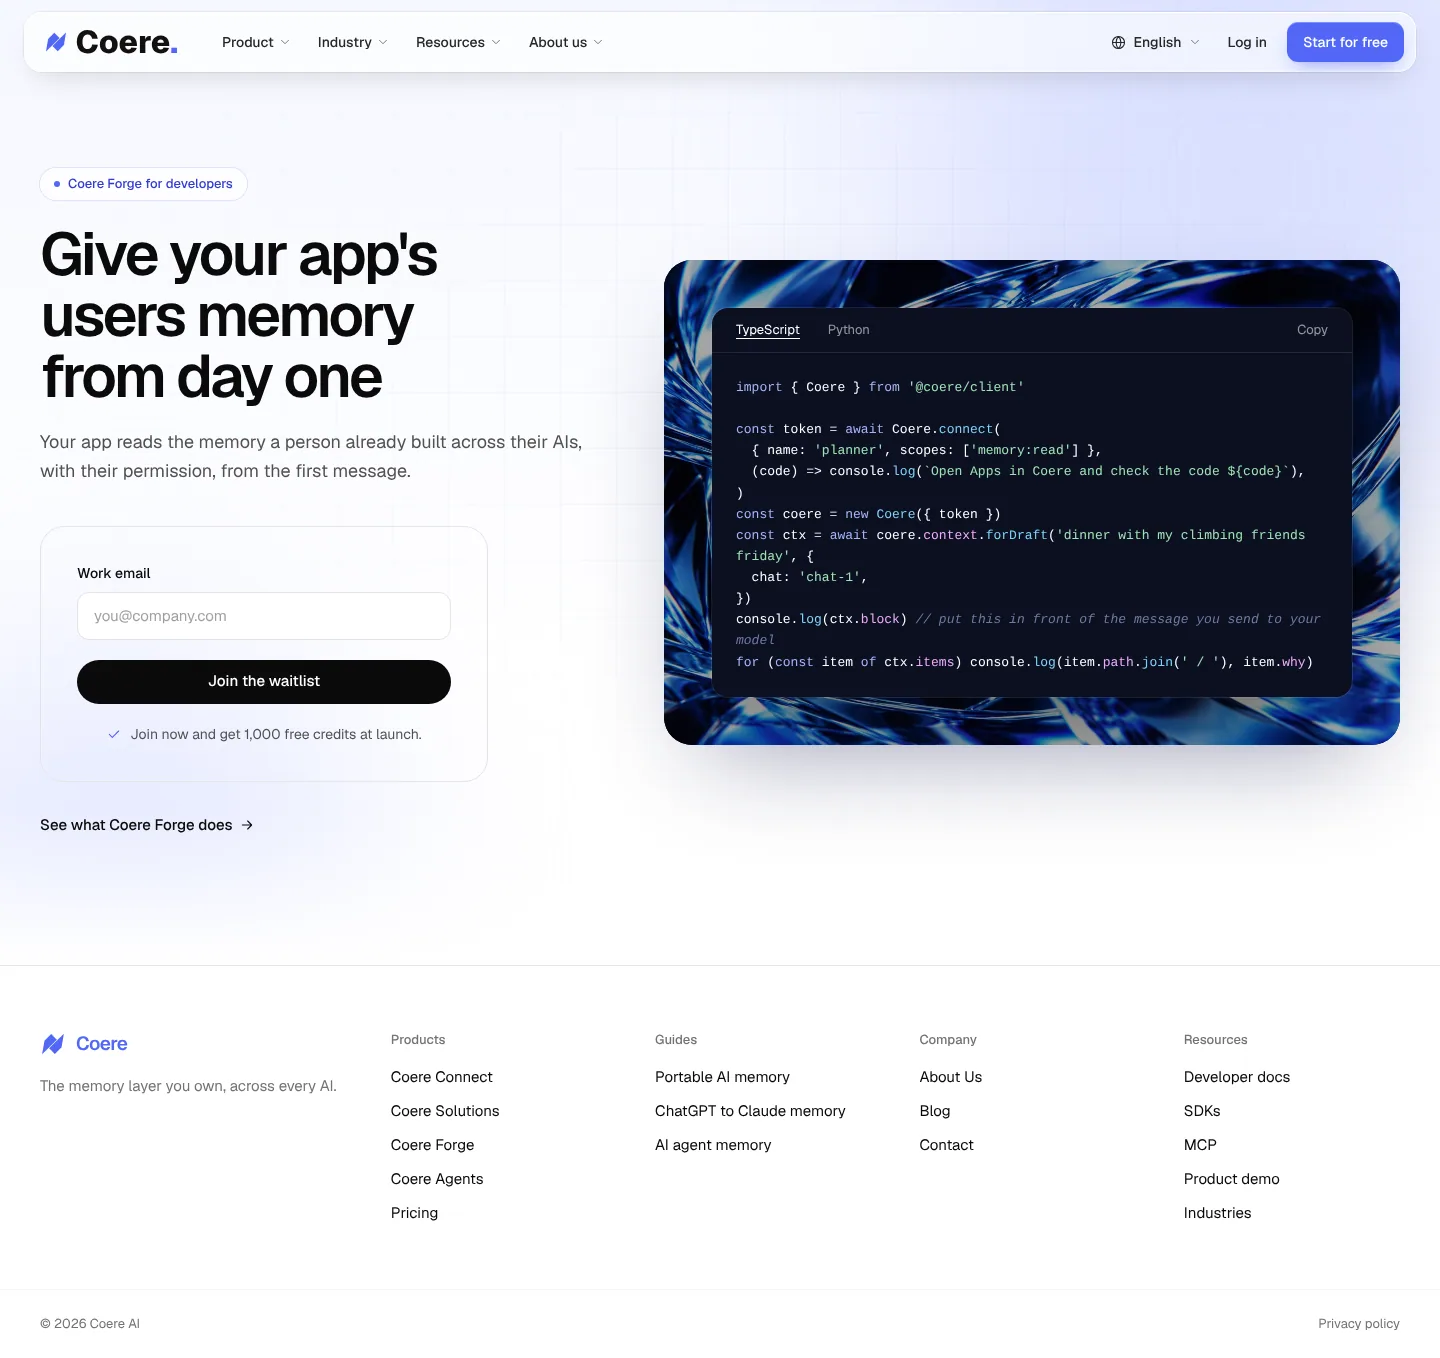 Coere.
Product
Industry
Resources
About us
English
Log in
Start for free
Coere Forge for developers
Give your app's
users memory
from day one
Your app reads the memory a person already built across their AIs,
with their permission, from the first message.
Work email
you@company.com
Join the waitlist
Join now and get 1,000 free credits at launch.
See what Coere Forge does →
TypeScript
Python
Copy
import { Coere } from '@coere/client'
const token = await Coere.connect(
  { name: 'planner', scopes: ['memory:read'] },
  (code) => console.log(`Open Apps in Coere and check the code ${code}`),
)
const coere = new Coere({ token })
const ctx = await coere.context.forDraft('dinner with my climbing friends
friday', {
  chat: 'chat-1',
})
console.log(ctx.block) // put this in front of the message you send to your
model
for (const item of ctx.items) console.log(item.path.join(' / '), item.why)
Coere
The memory layer you own, across every AI.
Products
Coere Connect
Coere Solutions
Coere Forge
Coere Agents
Pricing
Guides
Portable AI memory
ChatGPT to Claude memory
AI agent memory
Company
About Us
Blog
Contact
Resources
Developer docs
SDKs
MCP
Product demo
Industries
© 2026 Coere AI
Privacy policy